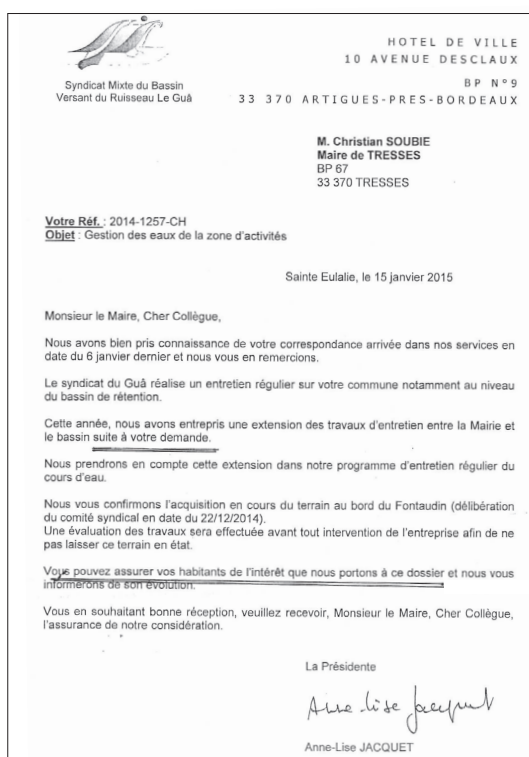 HOTEL DE VILLE
10 AVENUE DESCLAUX
BP N°9
33 370 ARTIGUES-PRES-BORDEAUX
Syndicat Mixte du Bassin
Versant du Ruisseau Le Guâ
M. Christian SOUBIE
Maire de TRESSES
BP 67
33 370 TRESSES
Votre Réf. : 2014-1257-CH
Objet : Gestion des eaux de la zone d'activités
Sainte Eulalie, le 15 janvier 2015
Monsieur le Maire, Cher Collègue,
Nous avons bien pris connaissance de votre correspondance arrivée dans nos services en
date du 6 janvier dernier et nous vous en remercions.
Le syndicat du Guâ réalise un entretien régulier sur votre commune notamment au niveau
du bassin de rétention.
Cette année, nous avons entrepris une extension des travaux d'entretien entre la Mairie et
le bassin suite à votre demande.
Nous prendrons en compte cette extension dans notre programme d'entretien régulier du
cours d'eau.
Nous vous confirmons l'acquisition en cours du terrain au bord du Fontaudin (délibération
du comité syndical en date du 22/12/2014).
Une évaluation des travaux sera effectuée avant tout intervention de l'entreprise afin de ne
pas laisser ce terrain en état.
Vous pouvez assurer vos habitants de l'intérêt que nous portons à ce dossier et nous vous
informerons de son évolution.
Vous en souhaitant bonne réception, veuillez recevoir, Monsieur le Maire, Cher Collègue,
l'assurance de notre considération.
La Présidente
Anne-Lise Jacquet
Anne-Lise JACQUET